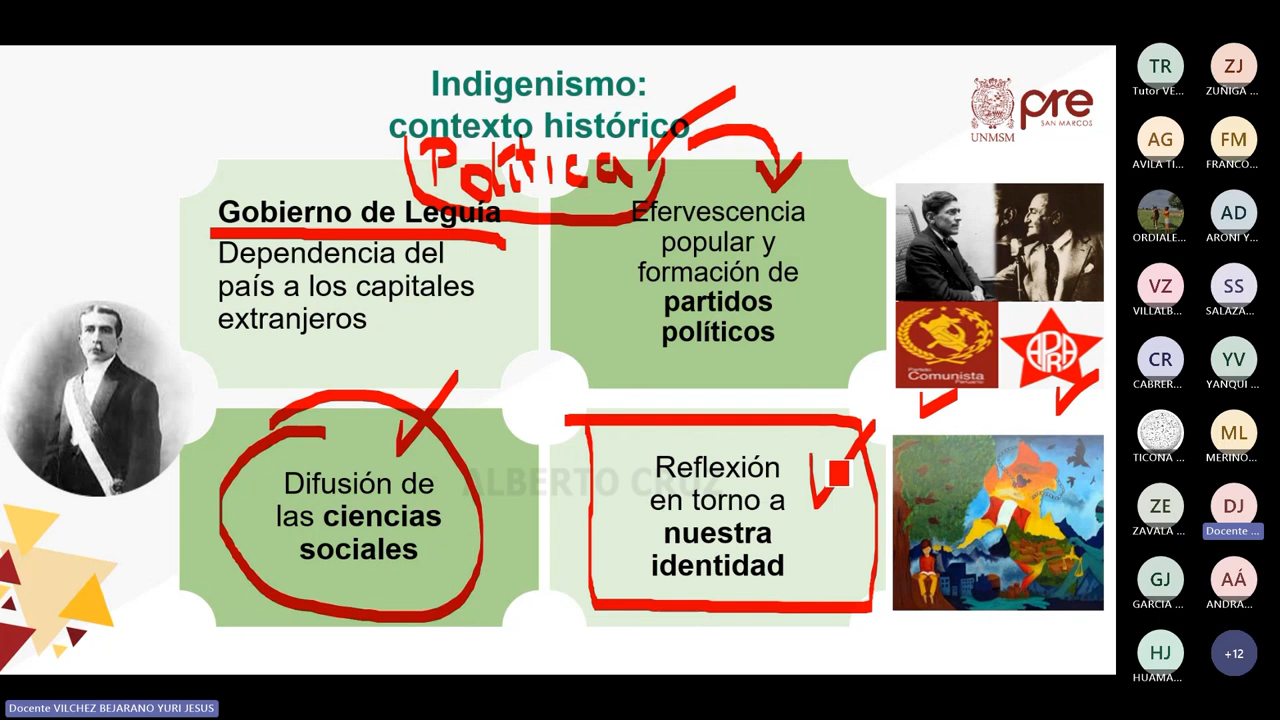 Indigenismo:
contexto histórico
UNMSM
pre
SAN MARCOS
Política
Gobierno de Leguía
Dependencia del
país a los capitales
extranjeros
Efervescencia
popular y
formación de
partidos
políticos
Partido
Comunista
Peruano
APRA
Difusión de
las ciencias
sociales
ALBERTO CRUZ
Reflexión
en torno a
nuestra
identidad
TR
Tutor VE...
ZJ
ZUÑIGA ...
AG
AVILA TI...
FM
FRANCO...
ORDIALE...
AD
ARONI Y...
VZ
VILLALB...
SS
SALAZA...
CR
CABRER...
YV
YANQUI ...
TICONA ...
ML
MERINO...
ZE
ZAVALA ...
DJ
Docente ...
GJ
GARCIA ...
AÁ
ANDRA...
HJ
HUAMA...
+12
Docente VILCHEZ BEJARANO YURI JESUS